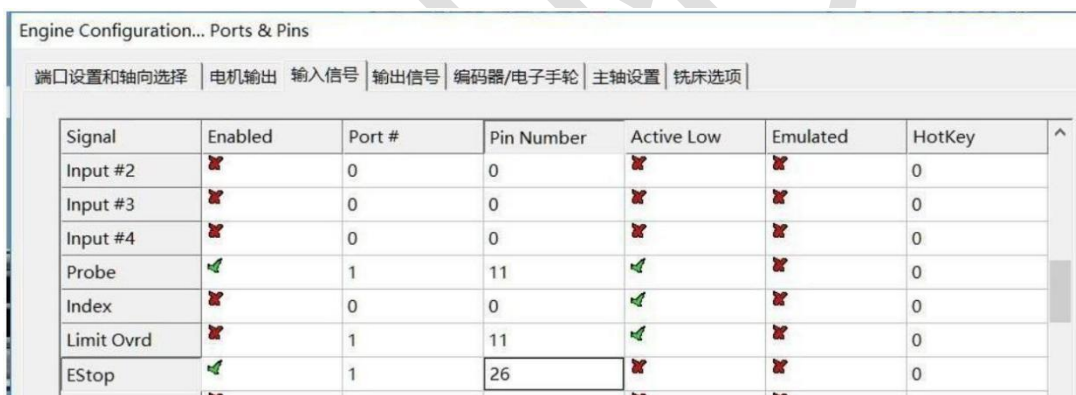 Engine Configuration... Ports & Pins
端口设置和轴向选择 电机输出 输入信号 输出信号 编码器/电子手轮 主轴设置 铣床选项
Signal Enabled Port # Pin Number Active Low Emulated HotKey
Input #2 0 0 0
Input #3 0 0 0
Input #4 0 0 0
Probe 1 11 0
Index 0 0 0
Limit Ovrd 1 11 0
EStop 1 26 0